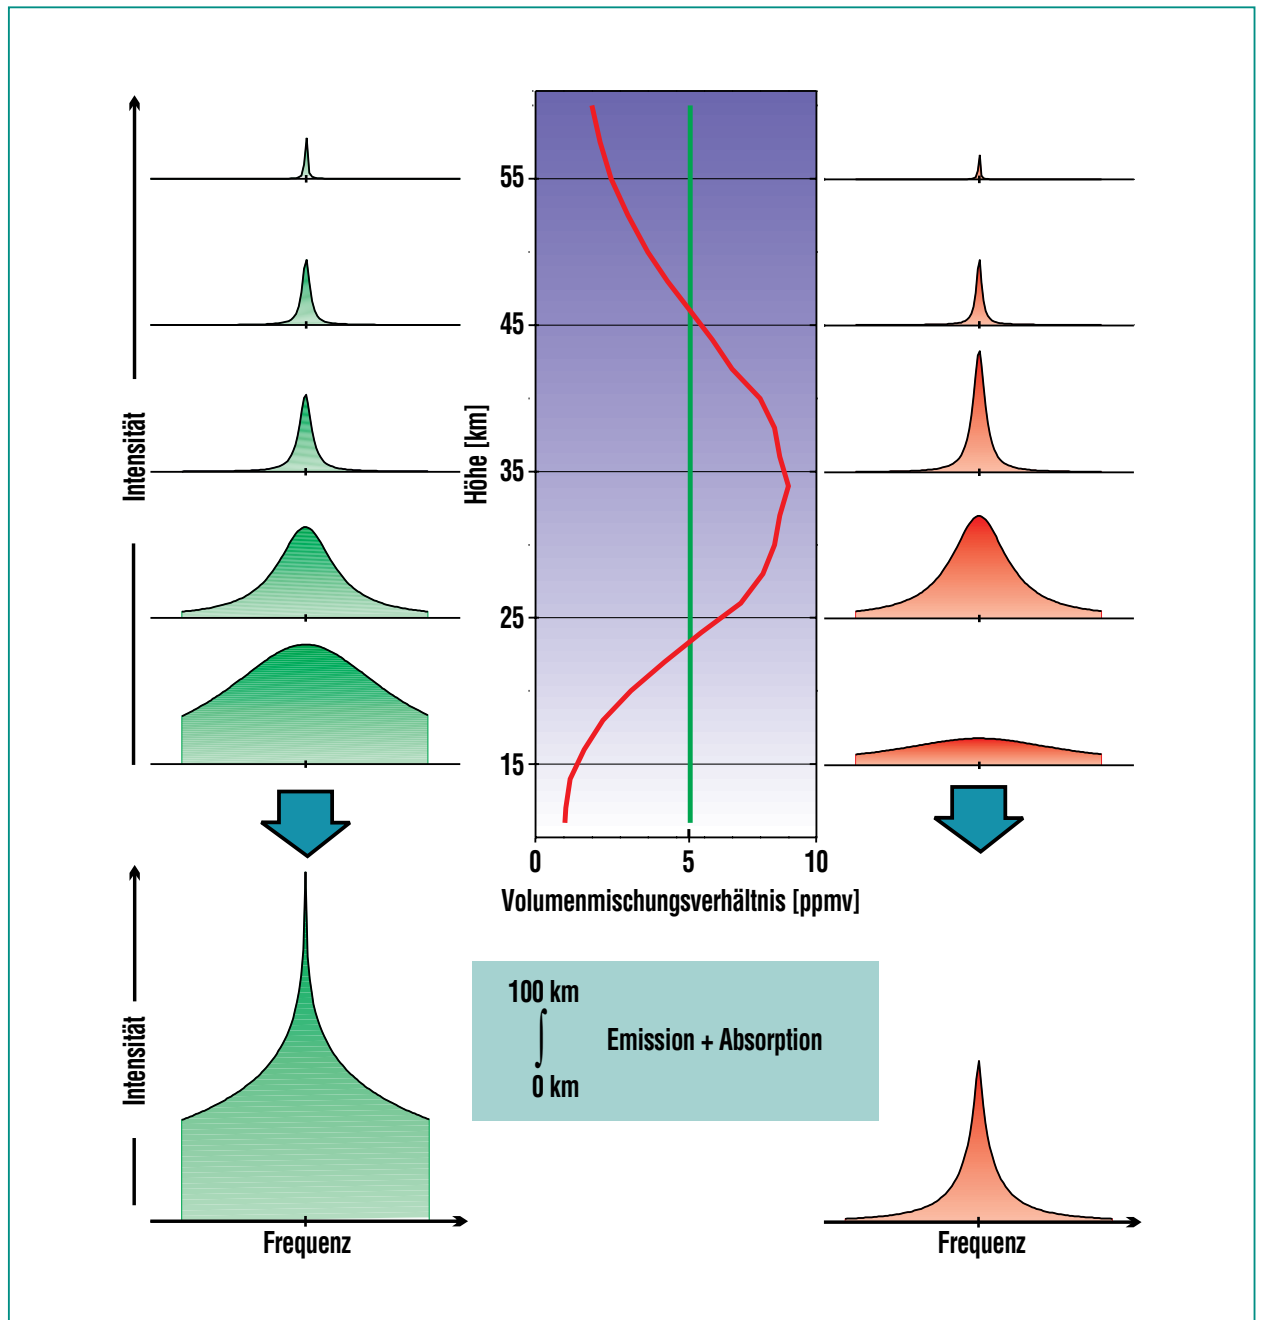 Intensität
Höhe [km]
55
45
35
25
15
0
5
10
Volumenmischungsverhältnis [ppmv]
Intensität
100 km
∫
Emission + Absorption
0 km
Frequenz
Frequenz